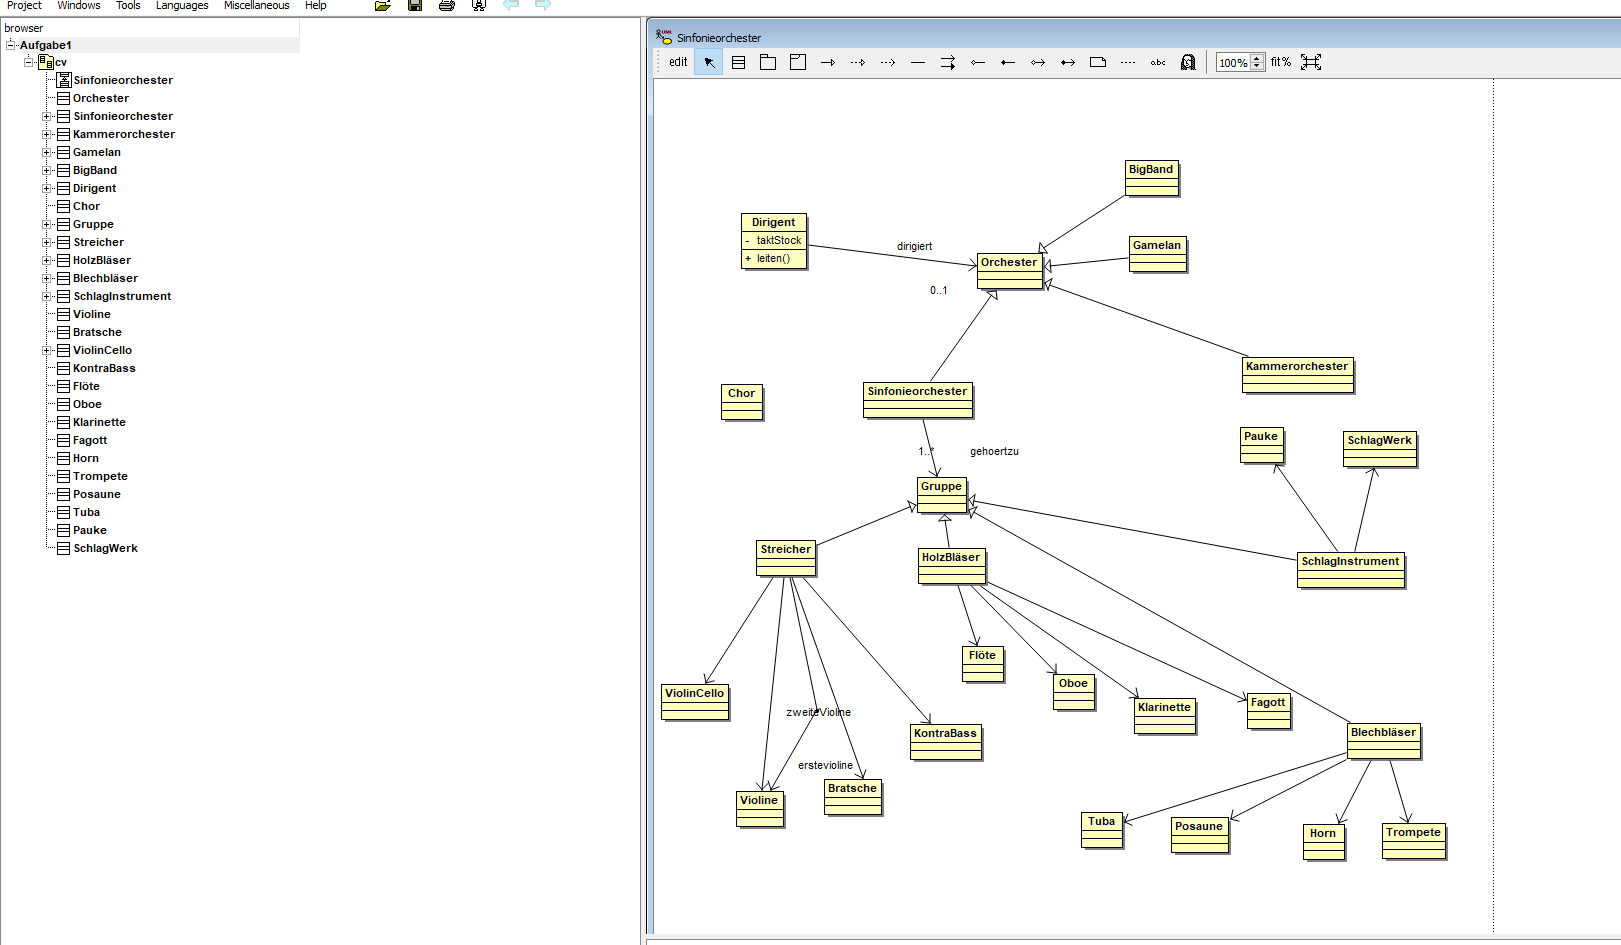 Project Windows Tools Languages Miscellaneous Help
browser
Aufgabe1
cv
Sinfonieorchester
Orchester
Sinfonieorchester
Kammerorchester
Gamelan
BigBand
Dirigent
Chor
Gruppe
Streicher
HolzBläser
Blechbläser
SchlagInstrument
Violine
Bratsche
ViolinCello
KontraBass
Flöte
Oboe
Klarinette
Fagott
Horn
Trompete
Posaune
Tuba
Pauke
SchlagWerk
Sinfonieorchester
edit abc 100% fit%
BigBand
Dirigent
- taktStock
+ leiten()
dirigiert
Gamelan
Orchester
0..1
Kammerorchester
Chor
Sinfonieorchester
Pauke
SchlagWerk
1..*
gehoertzu
Gruppe
Streicher
HolzBläser
SchlagInstrument
Flöte
Oboe
ViolinCello
Klarinette
Fagott
zweiteVioline
KontraBass
Blechbläser
erstevioline
Bratsche
Violine
Tuba
Posaune
Horn
Trompete